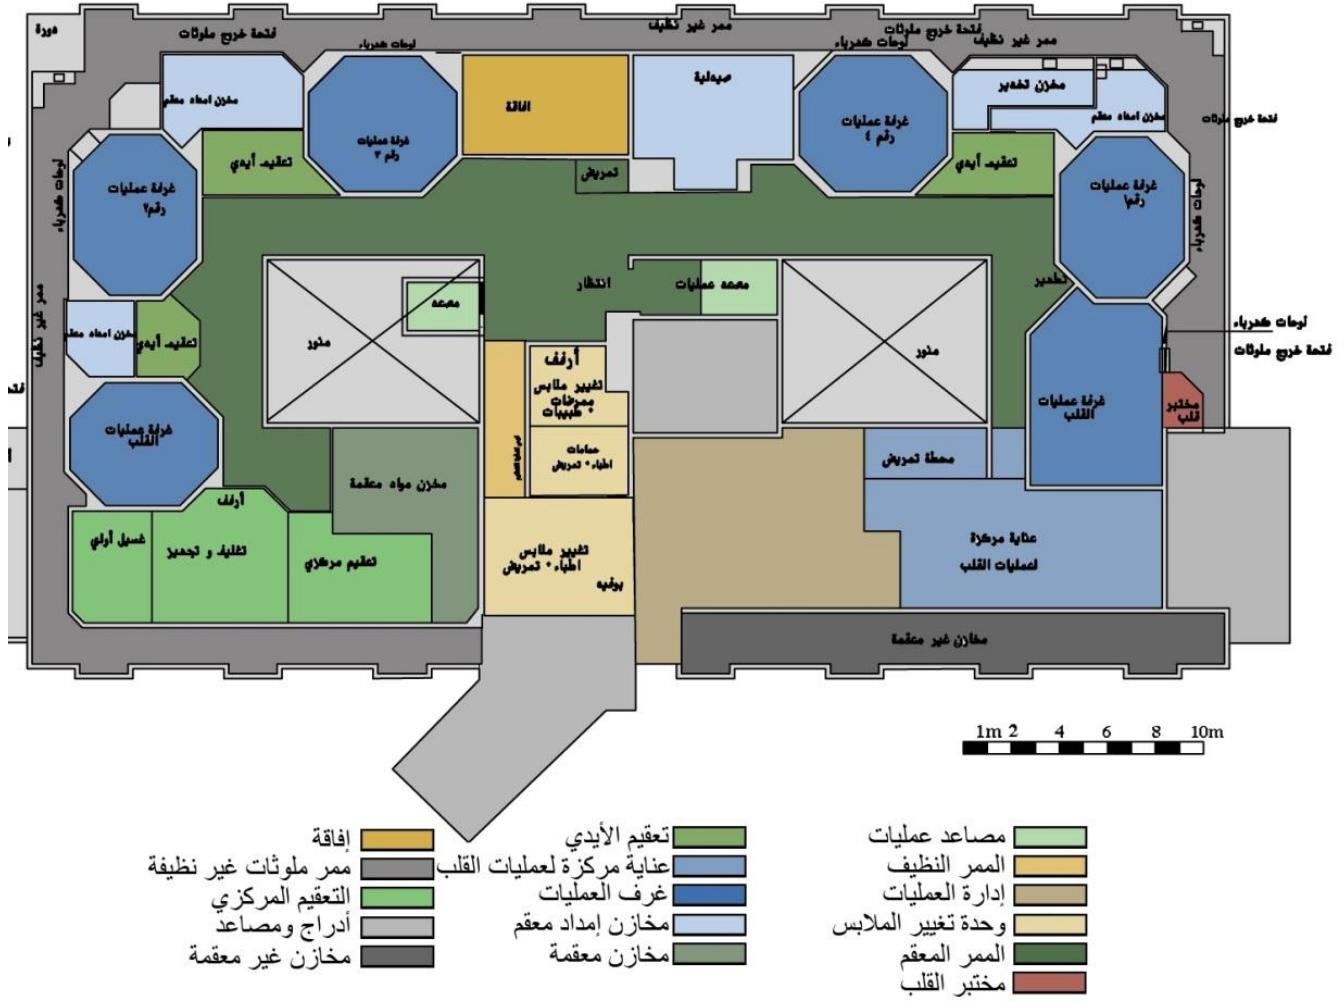 دورة
فتحة خروج ملوثات
ممر غير نظيف
فتحة خروج ملوثات
ممر غير نظيف
لوحات كهرباء
لوحات كهرباء
مخزن امداد معقم
افاقة
صيدلية
مخزن تخدير
مخزن امداد معقم
فتحة خروج ملوثات
غرفة عمليات
رقم ٣
غرفة عمليات
رقم ٤
تعقيم أيدي
تمريض
تعقيم أيدي
لوحات كهرباء
غرفة عمليات
رقم٢
غرفة عمليات
رقم١
لوحات كهرباء
ممر غير نظيف
مصعد
انتظار
مصعد عمليات
تطهير
منور
منور
مخزن امداد معقم
تعقيم أيدي
لوحات كهرباء
فتحة خروج ملوثات
أرفف
تغيير ملابس
ممرضات
+ طبيبات
حمامات
اطباء + تمريض
غرفة عمليات
القلب
غرفة عمليات
القلب
مختبر
قلب
محطة تمريض
مخزن مواد معقمة
أرفف
غسيل أولي
تغليف و تجهيز
تعقيم مركزي
تغيير ملابس
اطباء + تمريض
بوفيه
عناية مركزة
لعمليات القلب
مخازن غير معقمة
1m 2 4 6 8 10m
مصاعد عمليات
الممر النظيف
إدارة العمليات
وحدة تغيير الملابس
الممر المعقم
مختبر القلب
تعقيم الأيدي
عناية مركزة لعمليات القلب
غرف العمليات
مخازن إمداد معقم
مخازن معقمة
إفاقة
ممر ملوثات غير نظيفة
التعقيم المركزي
أدراج ومصاعد
مخازن غير معقمة